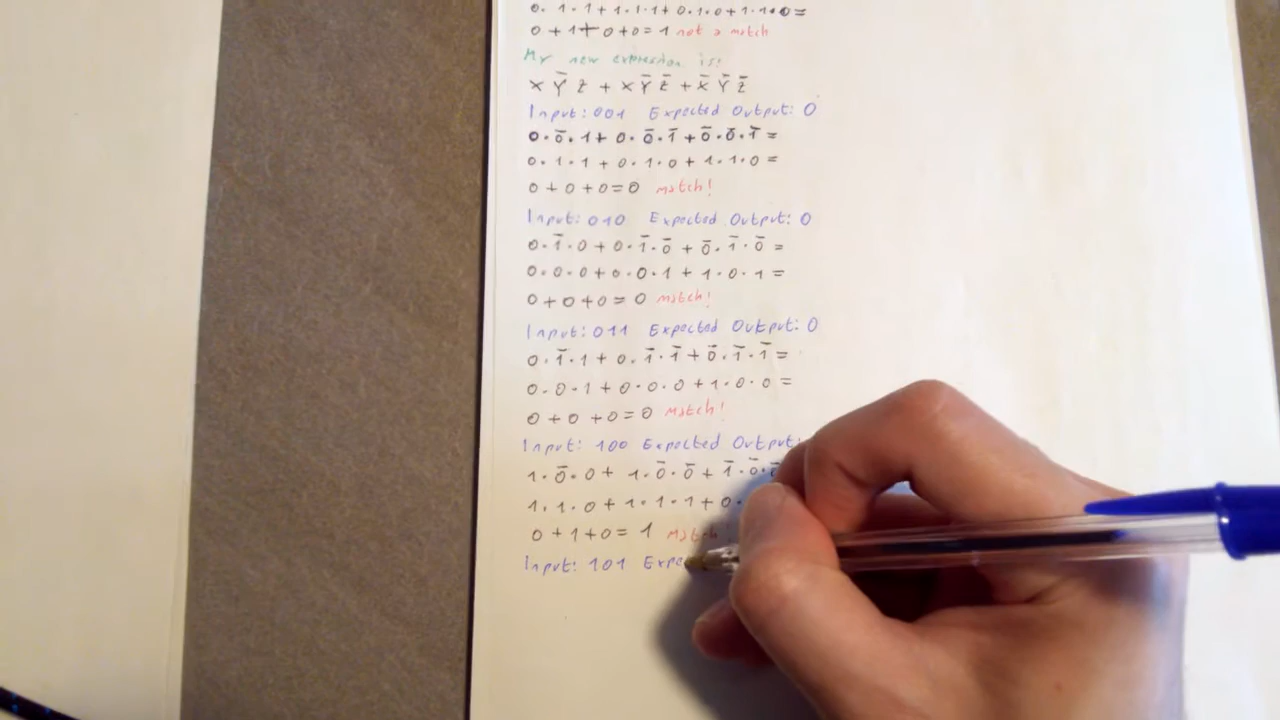 0. 1.1+1.1.1+0.1.0+1.1.0=
0+1+0+0=1 not a match
My new expression is:
X Y̅ Z + X Y̅ Z̅ + X̅ Y̅ Z̅
Input: 001 Expected Output: 0
0.0̅.1+0.0̅.1̅+0̅.0̅.1̅=
0.1.1+0.1.0+1.1.0=
0+0+0=0 match!
Input: 010 Expected Output: 0
0.1̅.0+0.1̅.0̅+0̅.1̅.0̅=
0.0.0+0.0.1+1.0.1=
0+0+0=0 match!
Input: 011 Expected Output: 0
0.1̅.1+0.1̅.1̅+0̅.1̅.1̅=
0.0.1+0.0.0+1.0.0=
0+0+0=0 Match!
Input: 100 Expected Output:
1.0̅.0+1.0̅.0̅+1̅.0̅.
1.1.0+1.1.1+0.
0+1+0=1 Match
Input: 101 Expe